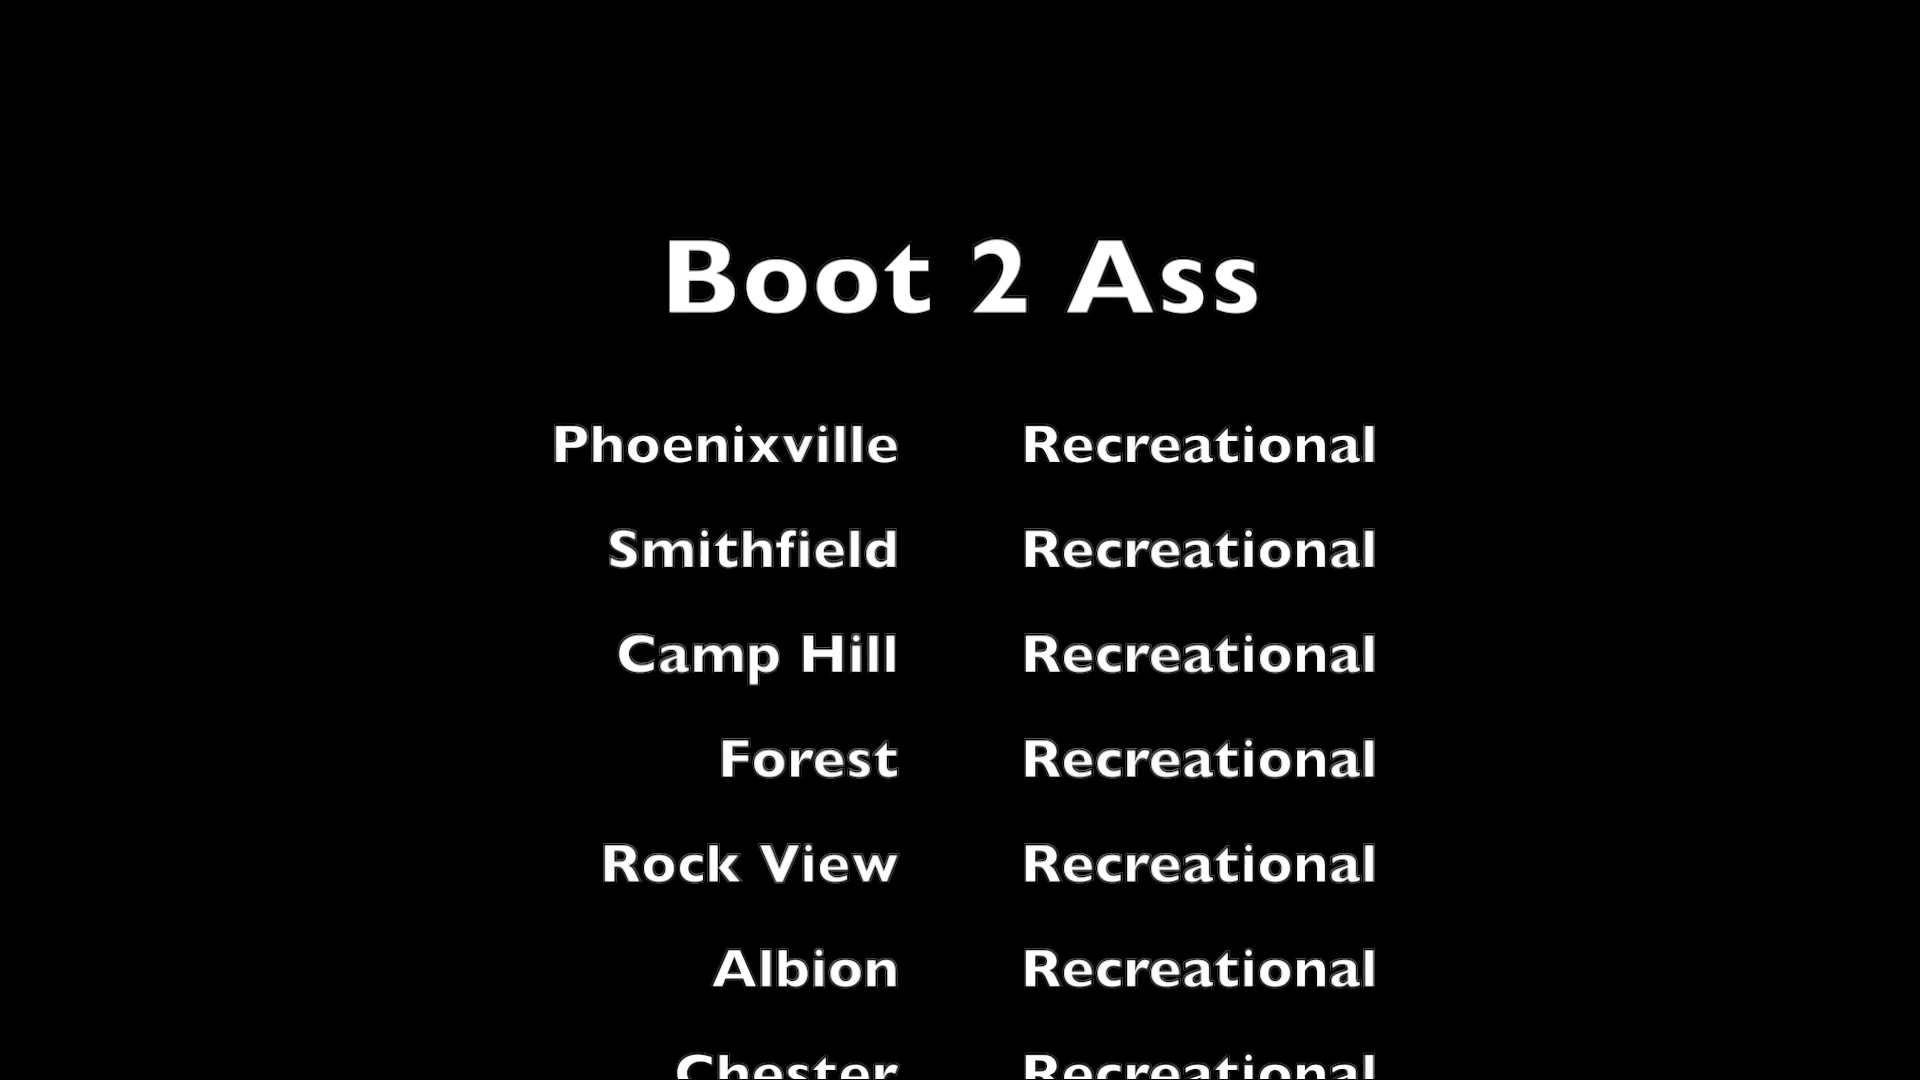 Boot 2 Ass
Phoenixville Recreational
Smithfield Recreational
Camp Hill Recreational
Forest Recreational
Rock View Recreational
Albion Recreational
Chester Recreational